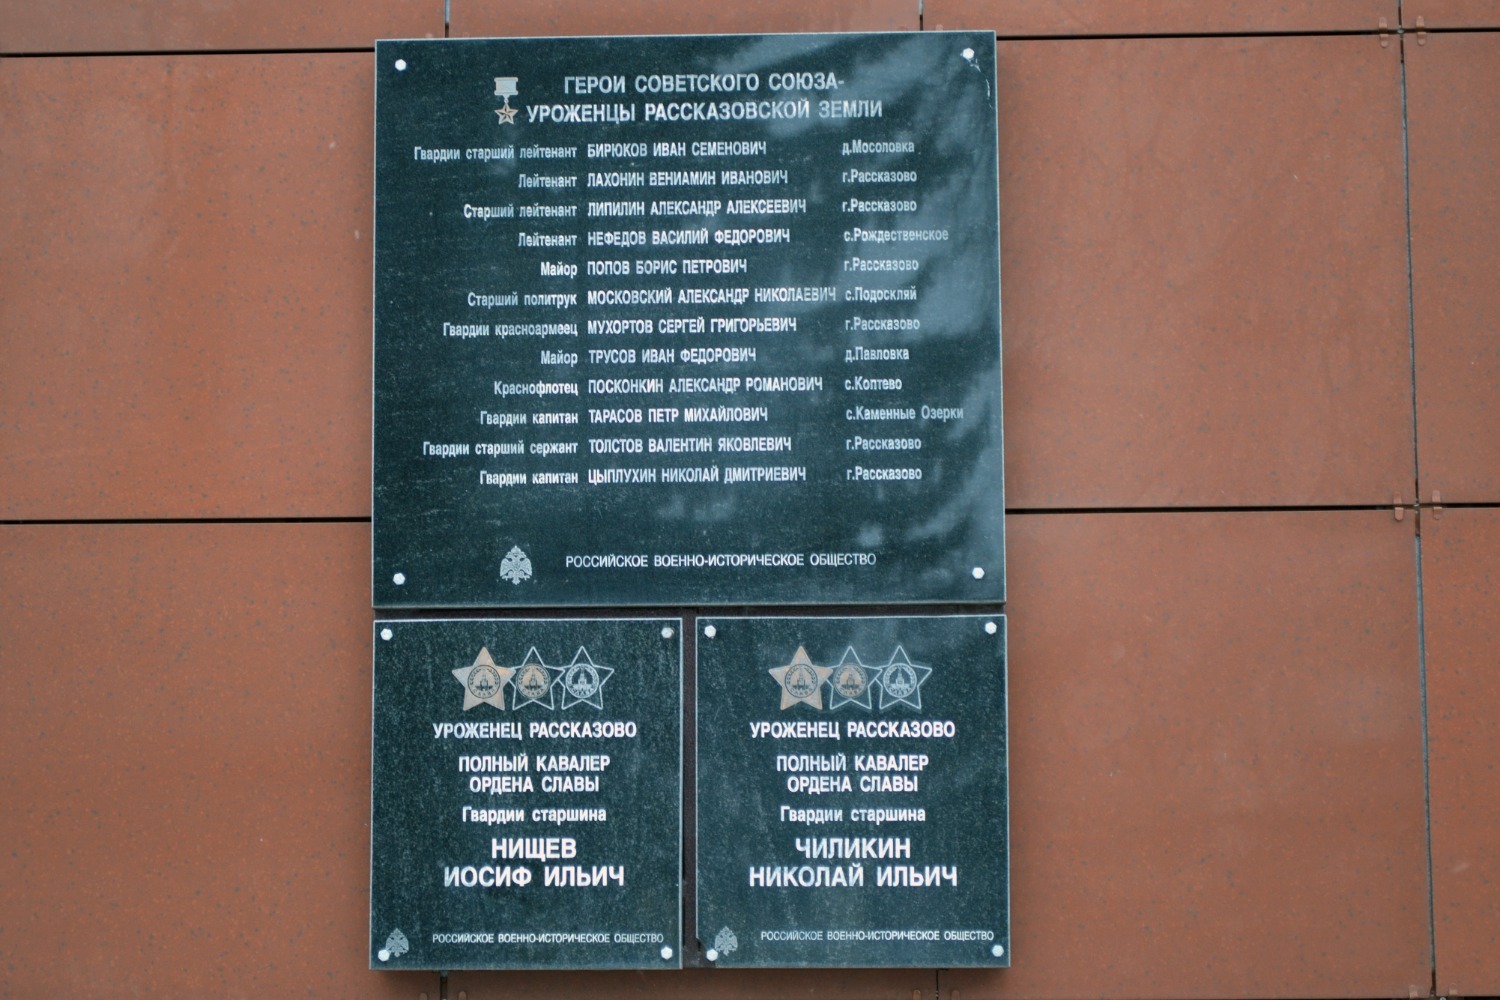 ГЕРОИ СОВЕТСКОГО СОЮЗА-
УРОЖЕНЦЫ РАССКАЗОВСКОЙ ЗЕМЛИ
Гвардии старший лейтенант БИРЮКОВ ИВАН СЕМЕНОВИЧ д.Мосоловка
Лейтенант ЛАХОНИН ВЕНИАМИН ИВАНОВИЧ г.Рассказово
Старший лейтенант ЛИПИЛИН АЛЕКСАНДР АЛЕКСЕЕВИЧ г.Рассказово
Лейтенант НЕФЕДОВ ВАСИЛИЙ ФЕДОРОВИЧ с.Рождественское
Майор ПОПОВ БОРИС ПЕТРОВИЧ г.Рассказово
Старший политрук МОСКОВСКИЙ АЛЕКСАНДР НИКОЛАЕВИЧ с.Подоскляй
Гвардии красноармеец МУХОРТОВ СЕРГЕЙ ГРИГОРЬЕВИЧ г.Рассказово
Майор ТРУСОВ ИВАН ФЕДОРОВИЧ д.Павловка
Краснофлотец ПОСКОНКИН АЛЕКСАНДР РОМАНОВИЧ с.Коптево
Гвардии капитан ТАРАСОВ ПЕТР МИХАЙЛОВИЧ с.Каменные Озерки
Гвардии старший сержант ТОЛСТОВ ВАЛЕНТИН ЯКОВЛЕВИЧ г.Рассказово
Гвардии капитан ЦЫПЛУХИН НИКОЛАЙ ДМИТРИЕВИЧ г.Рассказово
РОССИЙСКОЕ ВОЕННО-ИСТОРИЧЕСКОЕ ОБЩЕСТВО
УРОЖЕНЕЦ РАССКАЗОВО
ПОЛНЫЙ КАВАЛЕР
ОРДЕНА СЛАВЫ
Гвардии старшина
НИЩЕВ
ИОСИФ ИЛЬИЧ
РОССИЙСКОЕ ВОЕННО-ИСТОРИЧЕСКОЕ ОБЩЕСТВО
УРОЖЕНЕЦ РАССКАЗОВО
ПОЛНЫЙ КАВАЛЕР
ОРДЕНА СЛАВЫ
Гвардии старшина
ЧИЛИКИН
НИКОЛАЙ ИЛЬИЧ
РОССИЙСКОЕ ВОЕННО-ИСТОРИЧЕСКОЕ ОБЩЕСТВО